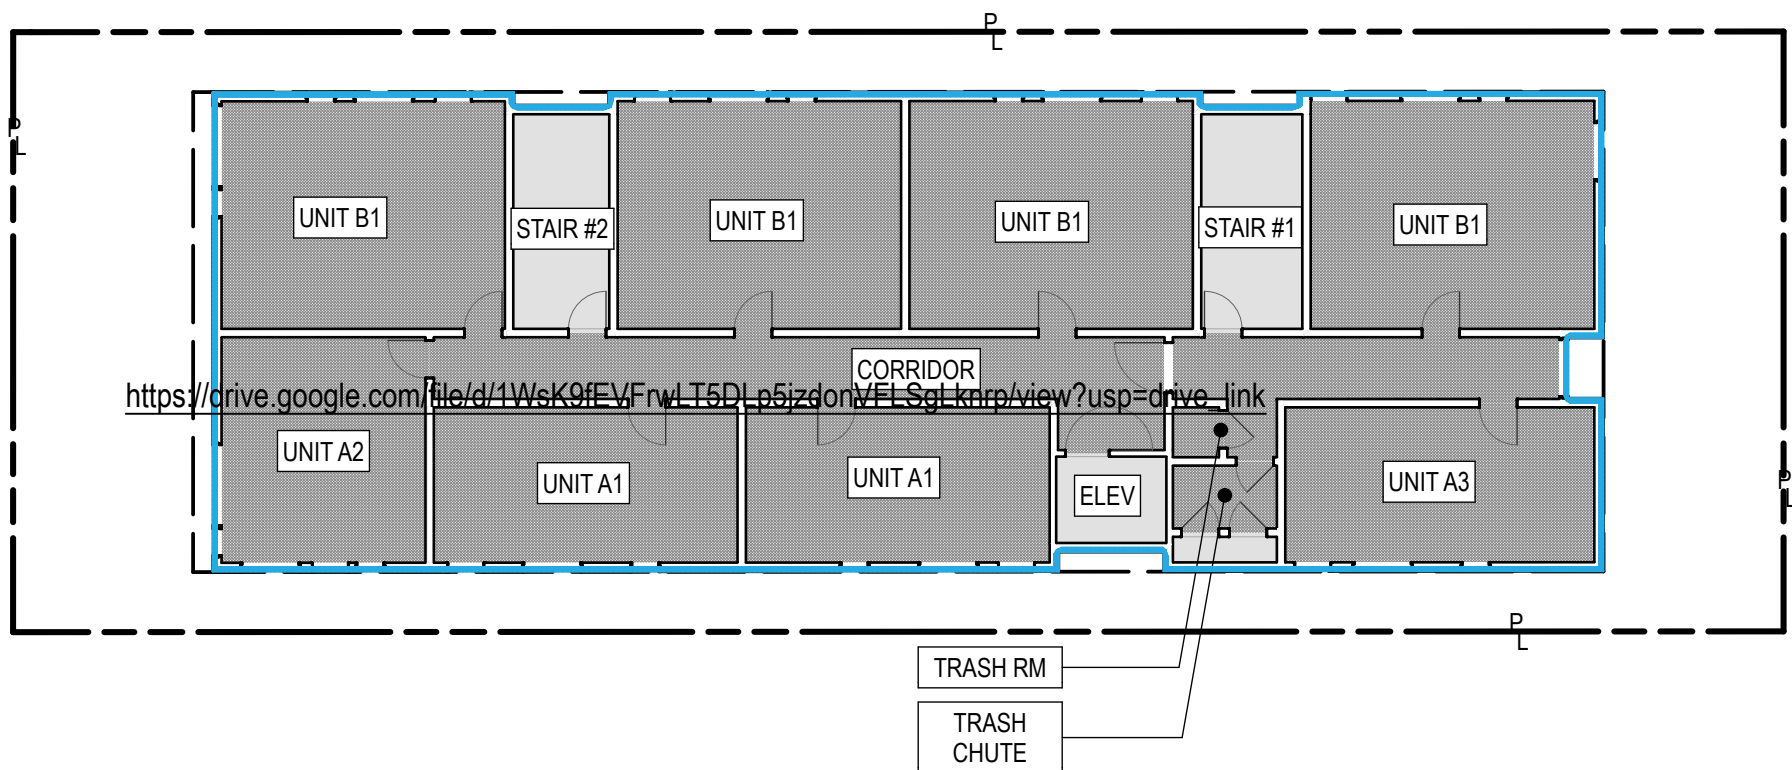 P
L
P
L
UNIT B1
STAIR #2
UNIT B1
UNIT B1
STAIR #1
UNIT B1
CORRIDOR
https://drive.google.com/file/d/1WsK9fEVFrwLT5DLp5jzdonVFLSgLknrp/view?usp=drive_link
UNIT A2
UNIT A1
UNIT A1
ELEV
UNIT A3
P
L
P
L
TRASH RM
TRASH
CHUTE